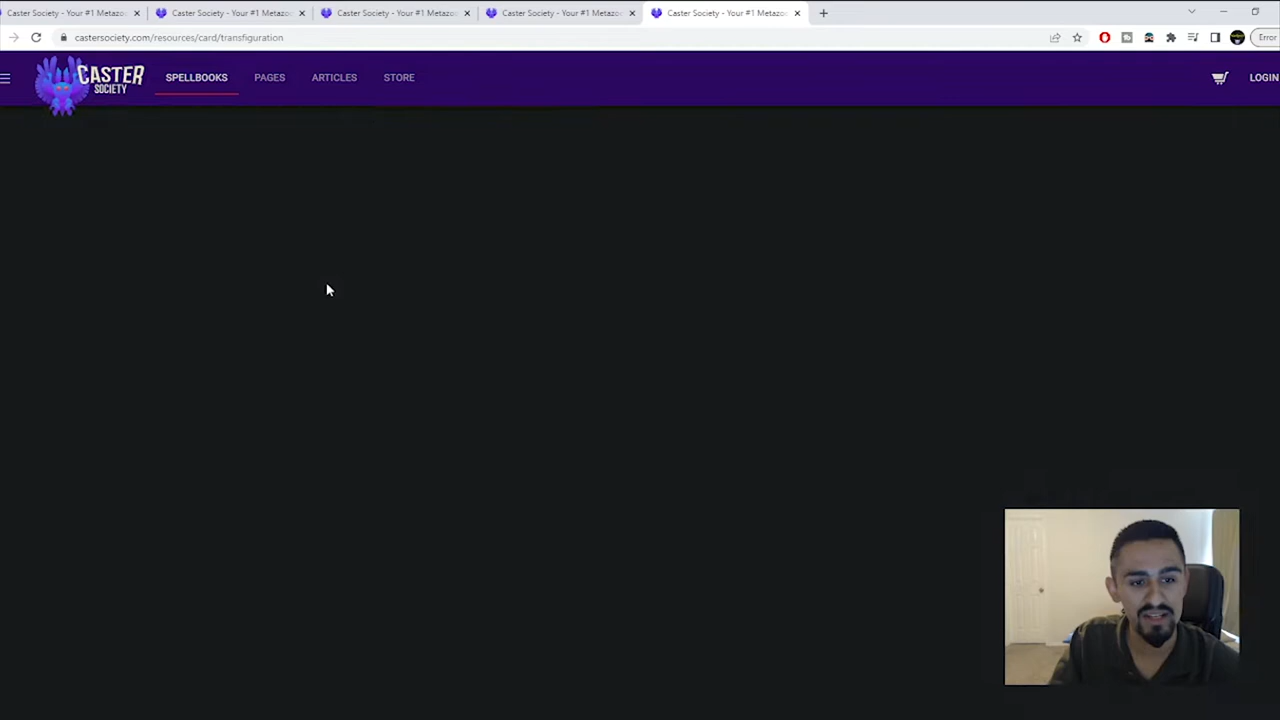 Caster Society - Your #1 Metazo
Caster Society - Your #1 Metazo
Caster Society - Your #1 Metazo
Caster Society - Your #1 Metazo
Caster Society - Your #1 Metazo
castersociety.com/resources/card/transfiguration
Error
CASTER
SOCIETY
SPELLBOOKS
PAGES
ARTICLES
STORE
LOGIN